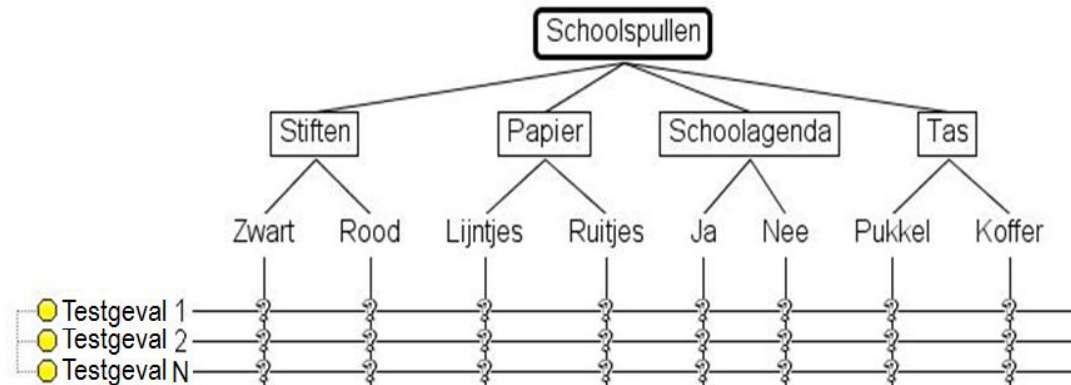 Schoolspullen
Stiften Papier Schoolagenda Tas
Zwart Rood Lijntjes Ruitjes Ja Nee Pukkel Koffer
Testgeval 1
? ? ? ? ? ? ? ?
Testgeval 2
? ? ? ? ? ? ? ?
Testgeval N
? ? ? ? ? ? ? ?